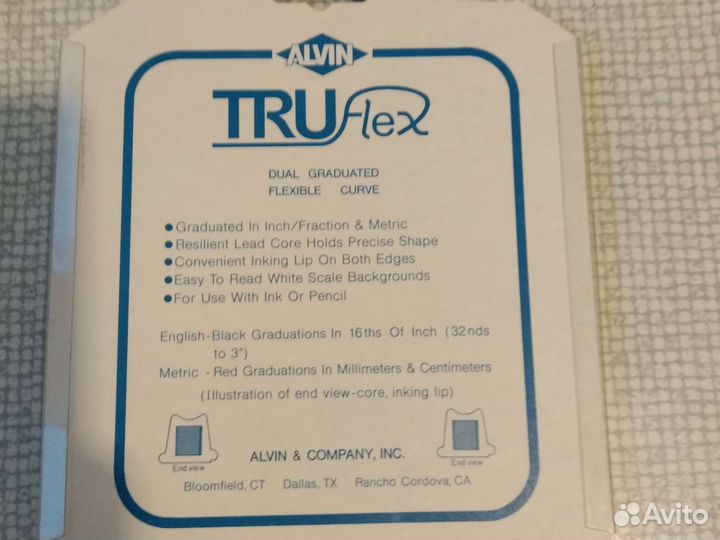 ALVIN
TRUflex
DUAL GRADUATED
FLEXIBLE CURVE
●Graduated In Inch/Fraction & Metric
●Resilient Lead Core Holds Precise Shape
●Convenient Inking Lip On Both Edges
●Easy To Read White Scale Backgrounds
●For Use With Ink Or Pencil
English-Black Graduations In 16ths Of Inch (32nds
to 3")
Metric - Red Graduations In Millimeters & Centimeters
(Illustration of end view-core, inking lip)
End view
ALVIN & COMPANY, INC.
End view
Bloomfield, CT Dallas, TX Rancho Cordova, CA
Avito